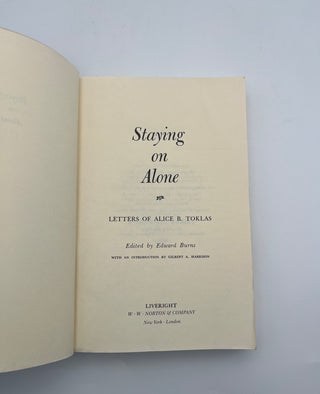 Staying
on
Alone
LETTERS OF ALICE B. TOKLAS
Edited by Edward Burns
WITH AN INTRODUCTION BY GILBERT A. HARRISON
LIVERIGHT
W · W · NORTON & COMPANY
New York · London